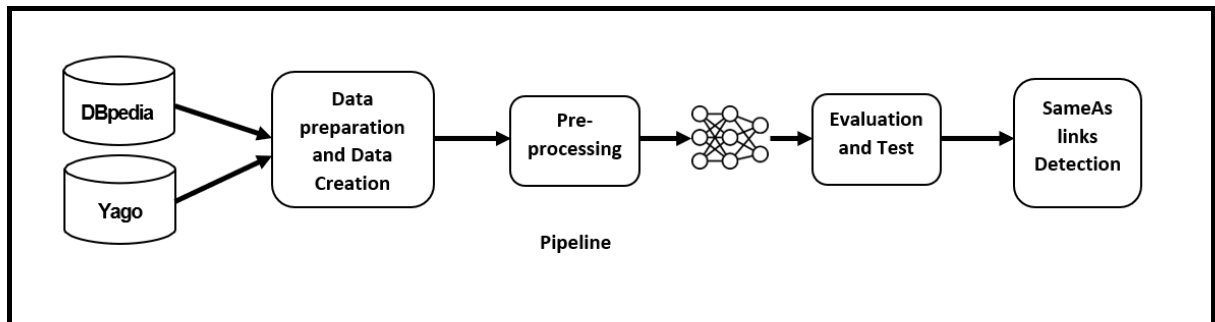 DBpedia
Yago
Data
preparation
and Data
Creation
Pre-
processing
Evaluation
and Test
SameAs
links
Detection
Pipeline